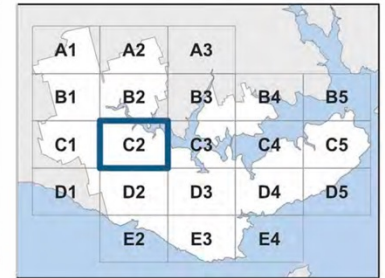 A1 A2 A3
B1 B2 B3 B4 B5
C1 C2 C3 C4 C5
D1 D2 D3 D4 D5
E2 E3 E4